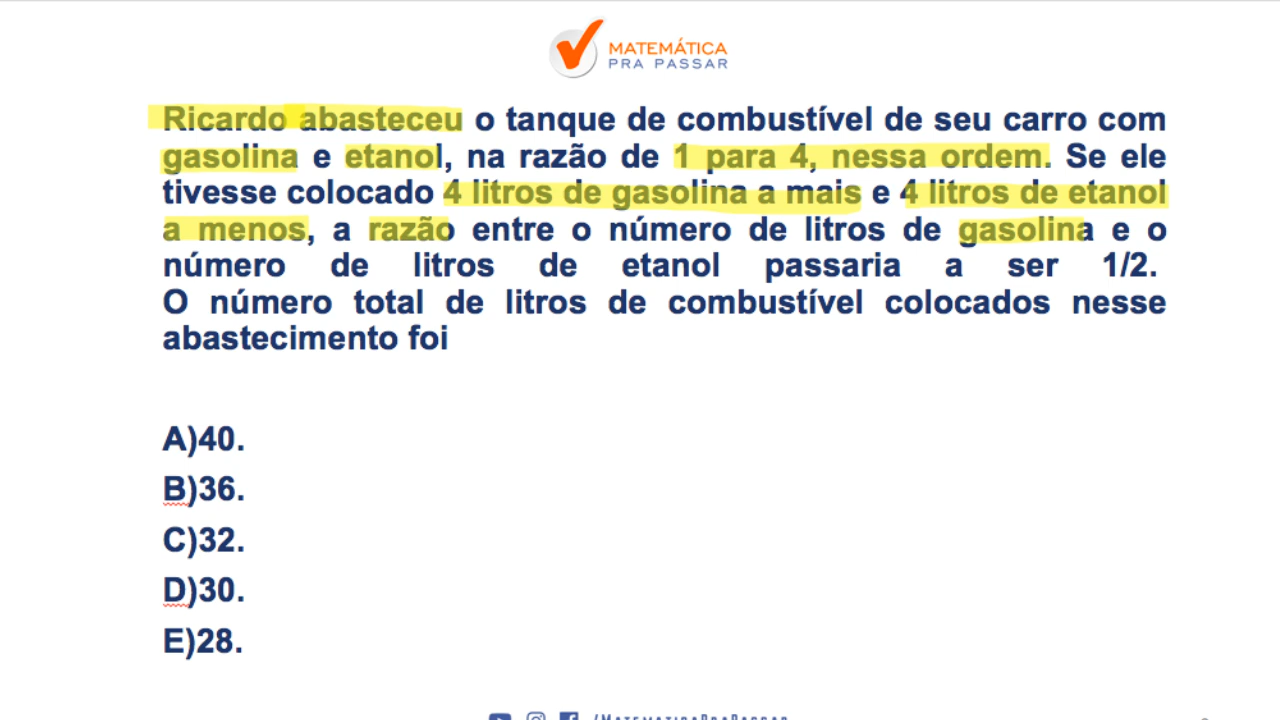 MATEMÁTICA
PRA PASSAR
Ricardo abasteceu o tanque de combustível de seu carro com
gasolina e etanol, na razão de 1 para 4, nessa ordem. Se ele
tivesse colocado 4 litros de gasolina a mais e 4 litros de etanol
a menos, a razão entre o número de litros de gasolina e o
número de litros de etanol passaria a ser 1/2.
O número total de litros de combustível colocados nesse
abastecimento foi
A)40.
B)36.
C)32.
D)30.
E)28.
/MATEMATICAPRAPASSAR